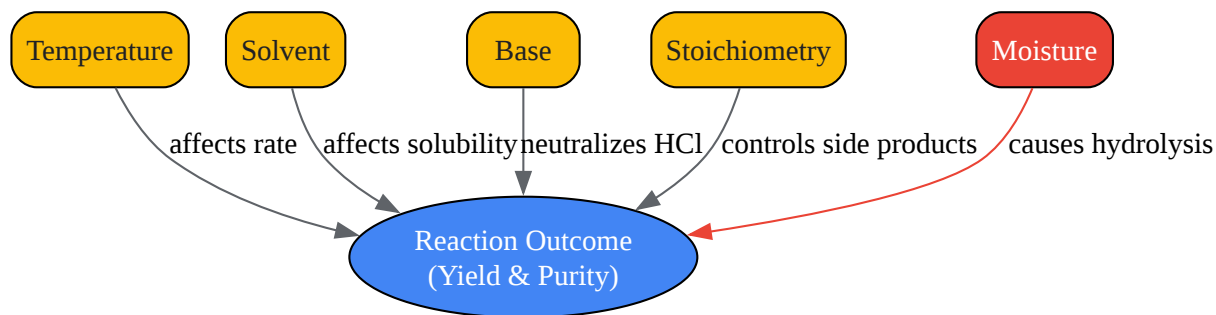 Temperature
Solvent
Base
Stoichiometry
Moisture
affects rate
affects solubility
neutralizes HCl
controls side products
causes hydrolysis
Reaction Outcome
(Yield & Purity)